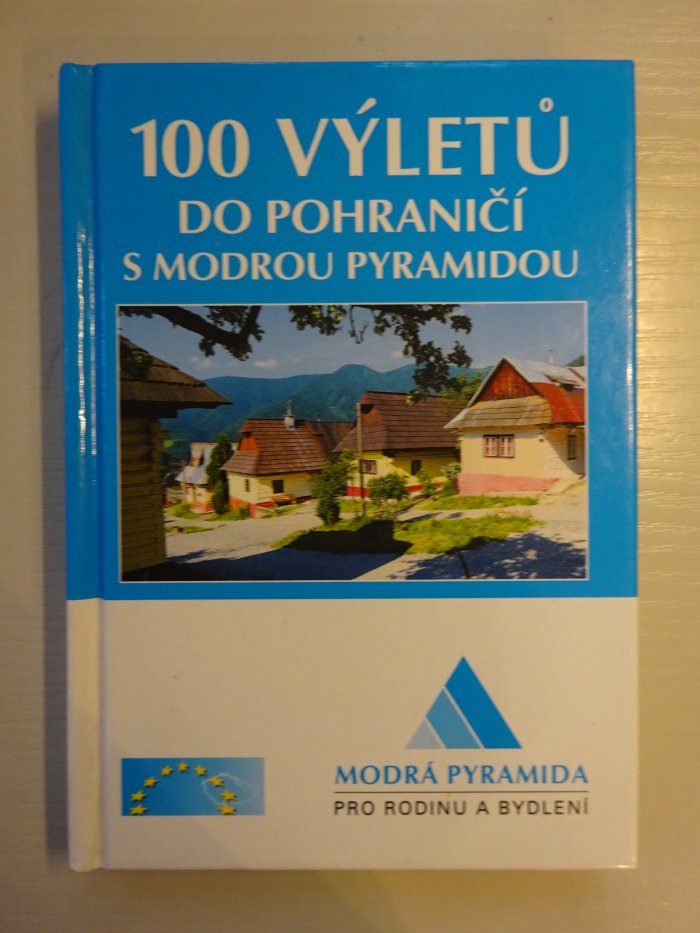 100 VÝLETŮ
DO POHRANIČÍ
S MODROU PYRAMIDOU
MODRÁ PYRAMIDA
PRO RODINU A BYDLENÍ